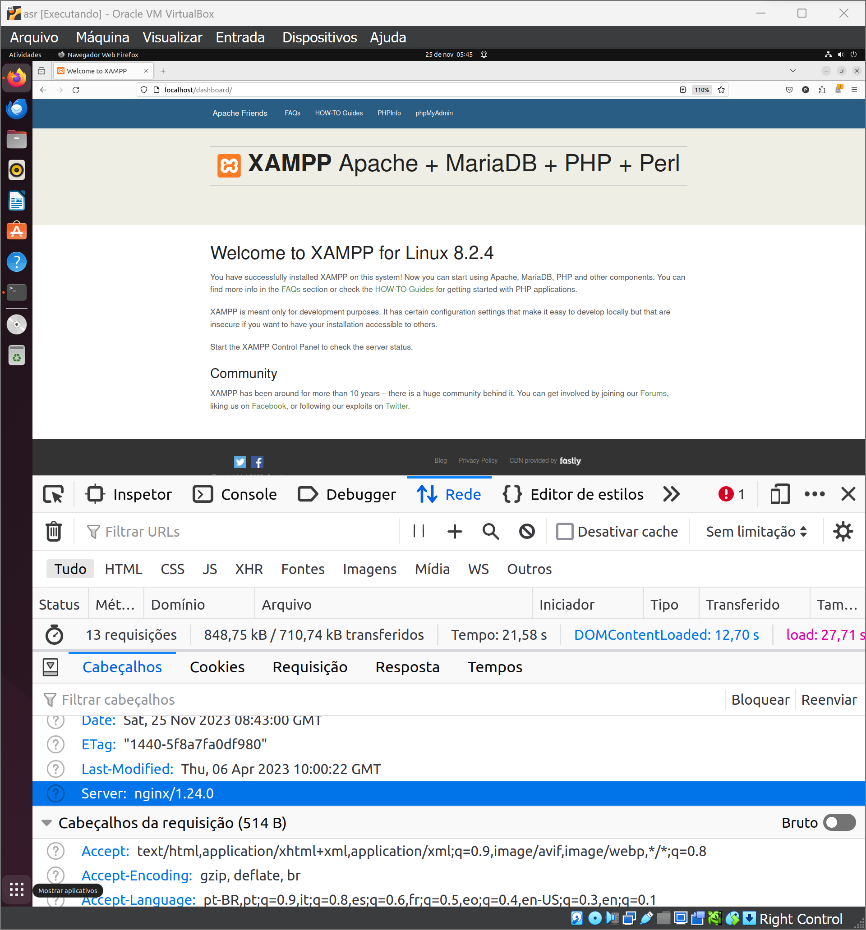 asr [Executando] - Oracle VM VirtualBox
Arquivo Máquina Visualizar Entrada Dispositivos Ajuda
Atividades Navegador Web Firefox 25 de nov 05:45
Welcome to XAMPP
localhost/dashboard/ 110%
Apache Friends FAQs HOW-TO Guides PHPInfo phpMyAdmin
XAMPP Apache + MariaDB + PHP + Perl
Welcome to XAMPP for Linux 8.2.4
You have successfully installed XAMPP on this system! Now you can start using Apache, MariaDB, PHP and other components. You can
find more info in the FAQs section or check the HOW-TO Guides for getting started with PHP applications.
XAMPP is meant only for development purposes. It has certain configuration settings that make it easy to develop locally but that are
insecure if you want to have your installation accessible to others.
Start the XAMPP Control Panel to check the server status.
Community
XAMPP has been around for more than 10 years – there is a huge community behind it. You can get involved by joining our Forums,
liking us on Facebook, or following our exploits on Twitter.
Blog Privacy Policy CDN provided by fastly
Inspetor Console Debugger Rede Editor de estilos 1
Filtrar URLs Desativar cache Sem limitação
Tudo HTML CSS JS XHR Fontes Imagens Mídia WS Outros
Status Mét... Domínio Arquivo Iniciador Tipo Transferido Tam...
13 requisições 848,75 kB / 710,74 kB transferidos Tempo: 21,58 s DOMContentLoaded: 12,70 s load: 27,71 s
Cabeçalhos Cookies Requisição Resposta Tempos
Filtrar cabeçalhos Bloquear Reenviar
Date: Sat, 25 Nov 2023 08:43:00 GMT
ETag: "1440-5f8a7fa0df980"
Last-Modified: Thu, 06 Apr 2023 10:00:22 GMT
Server: nginx/1.24.0
Cabeçalhos da requisição (514 B) Bruto
Accept: text/html,application/xhtml+xml,application/xml;q=0.9,image/avif,image/webp,*/*;q=0.8
Accept-Encoding: gzip, deflate, br
Mostrar aplicativos
Accept-Language: pt-BR,pt;q=0.9,it;q=0.8,es;q=0.6,fr;q=0.5,eo;q=0.4,en-US;q=0.3,en;q=0.1
Right Control